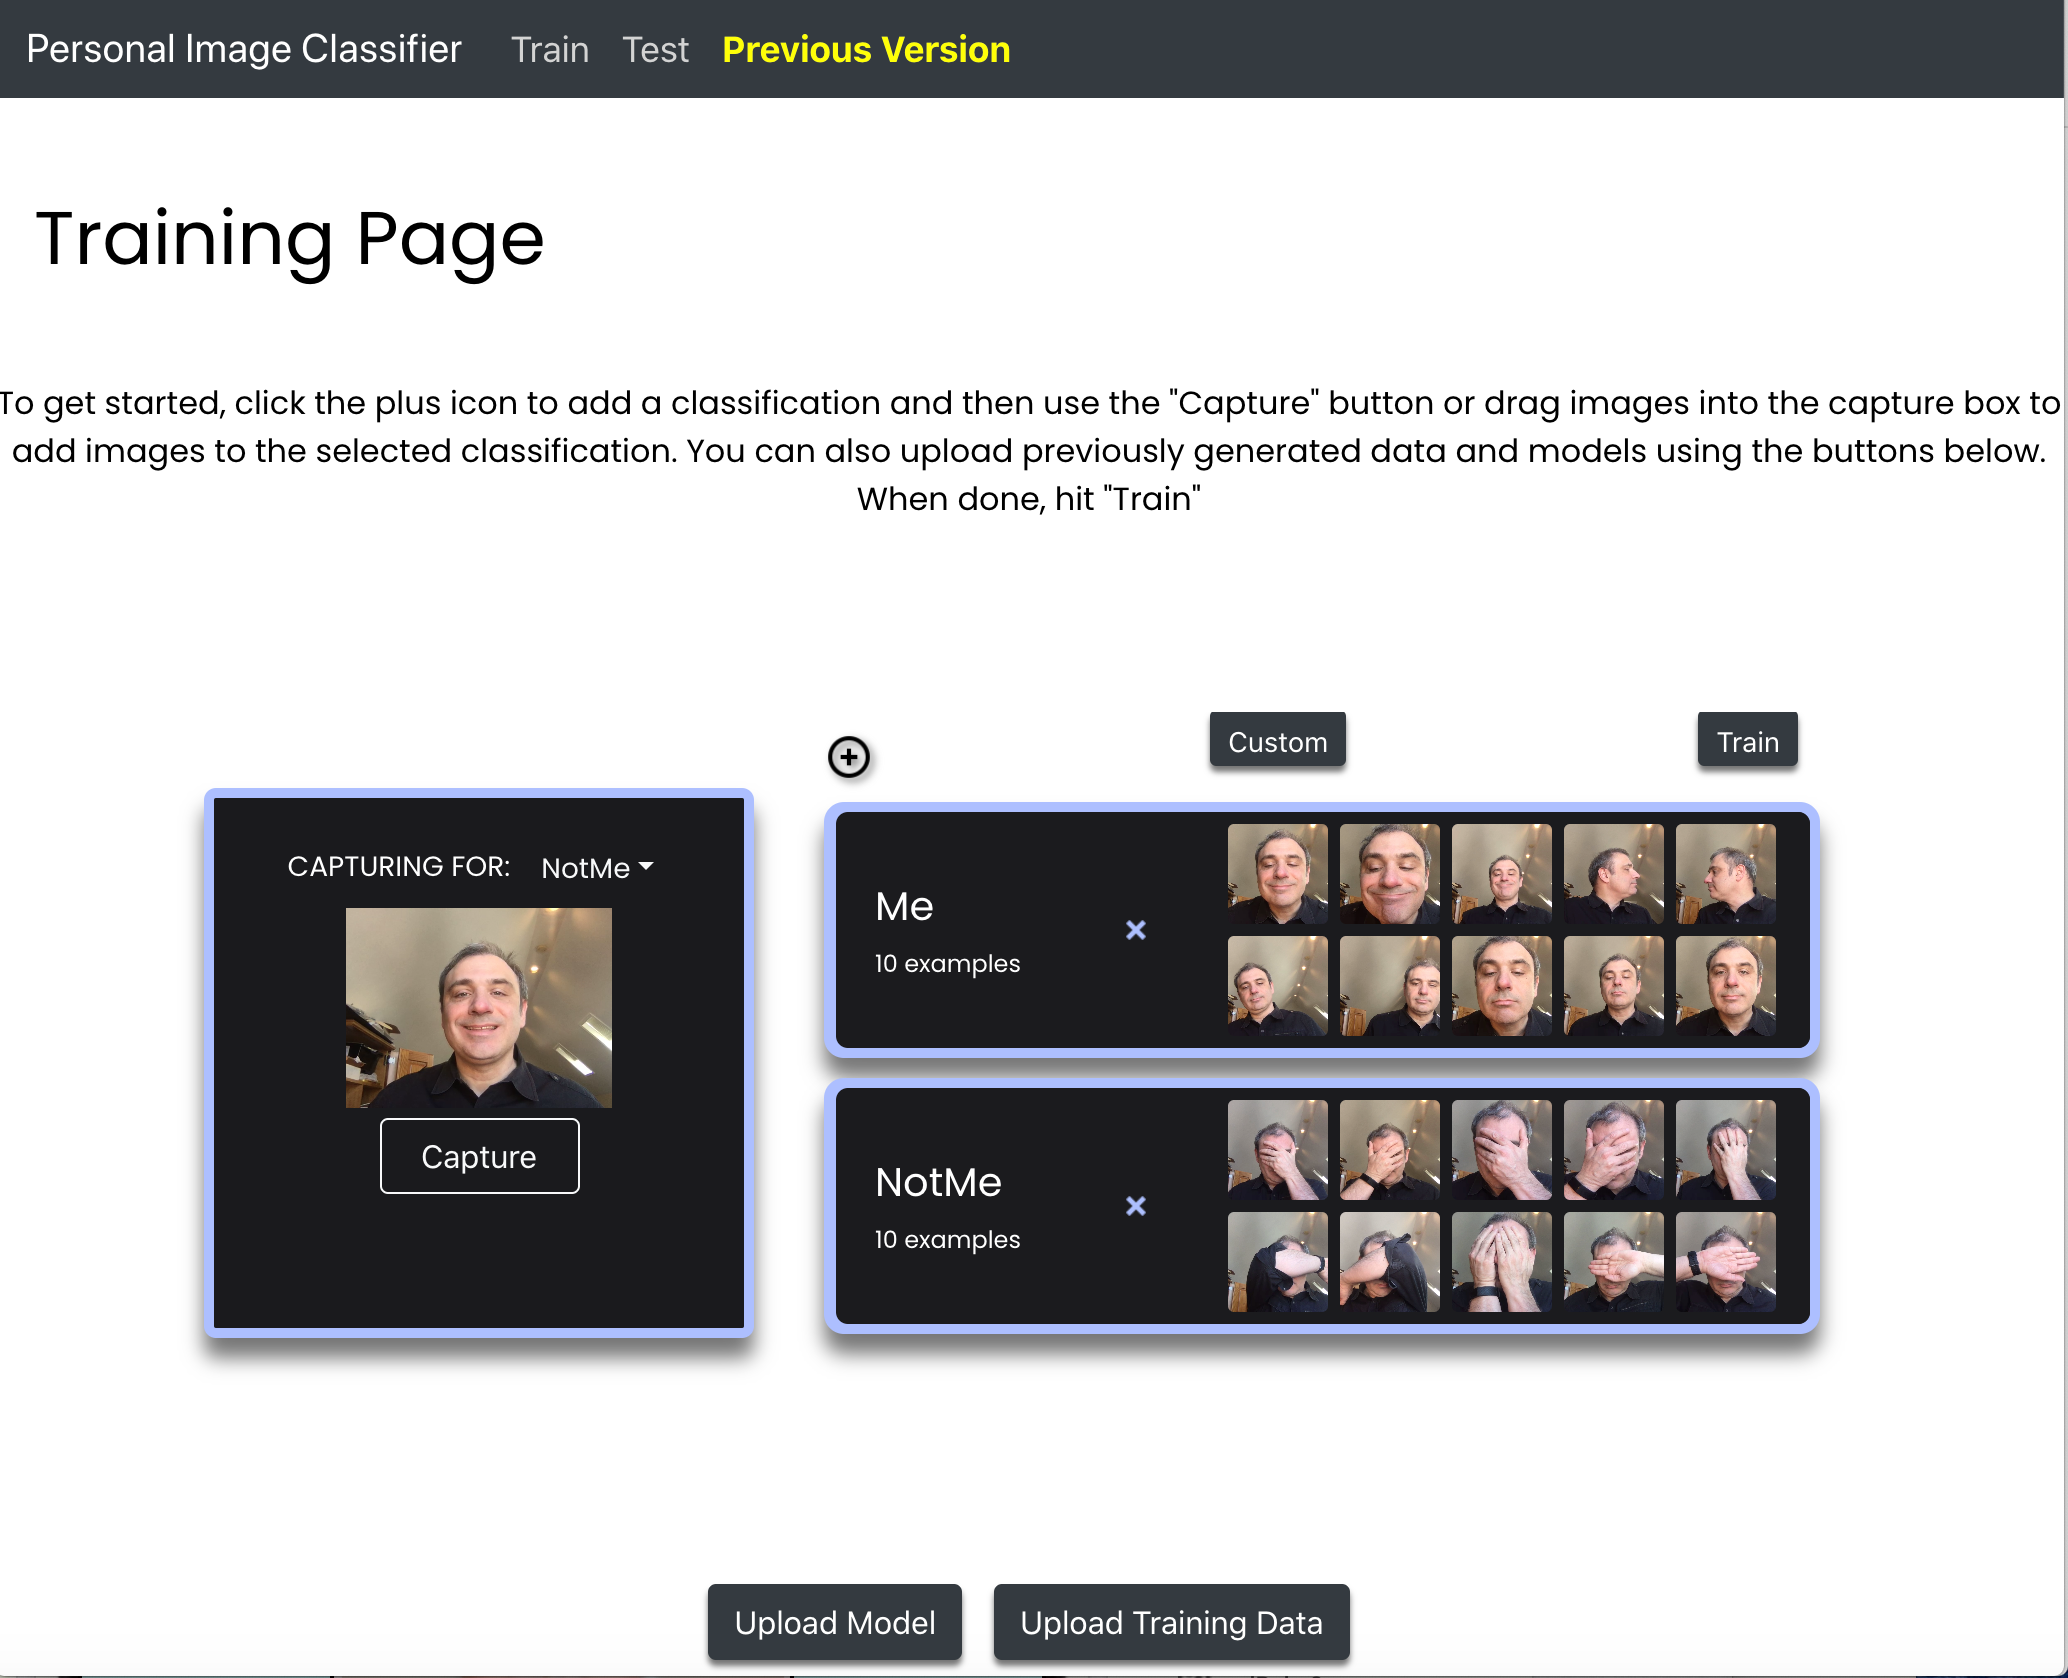 Personal Image Classifier Train Test Previous Version
Training Page
To get started, click the plus icon to add a classification and then use the "Capture" button or drag images into the capture box to
add images to the selected classification. You can also upload previously generated data and models using the buttons below.
When done, hit "Train"
Custom Train
CAPTURING FOR: NotMe
Capture
Me
10 examples
NotMe
10 examples
Upload Model Upload Training Data